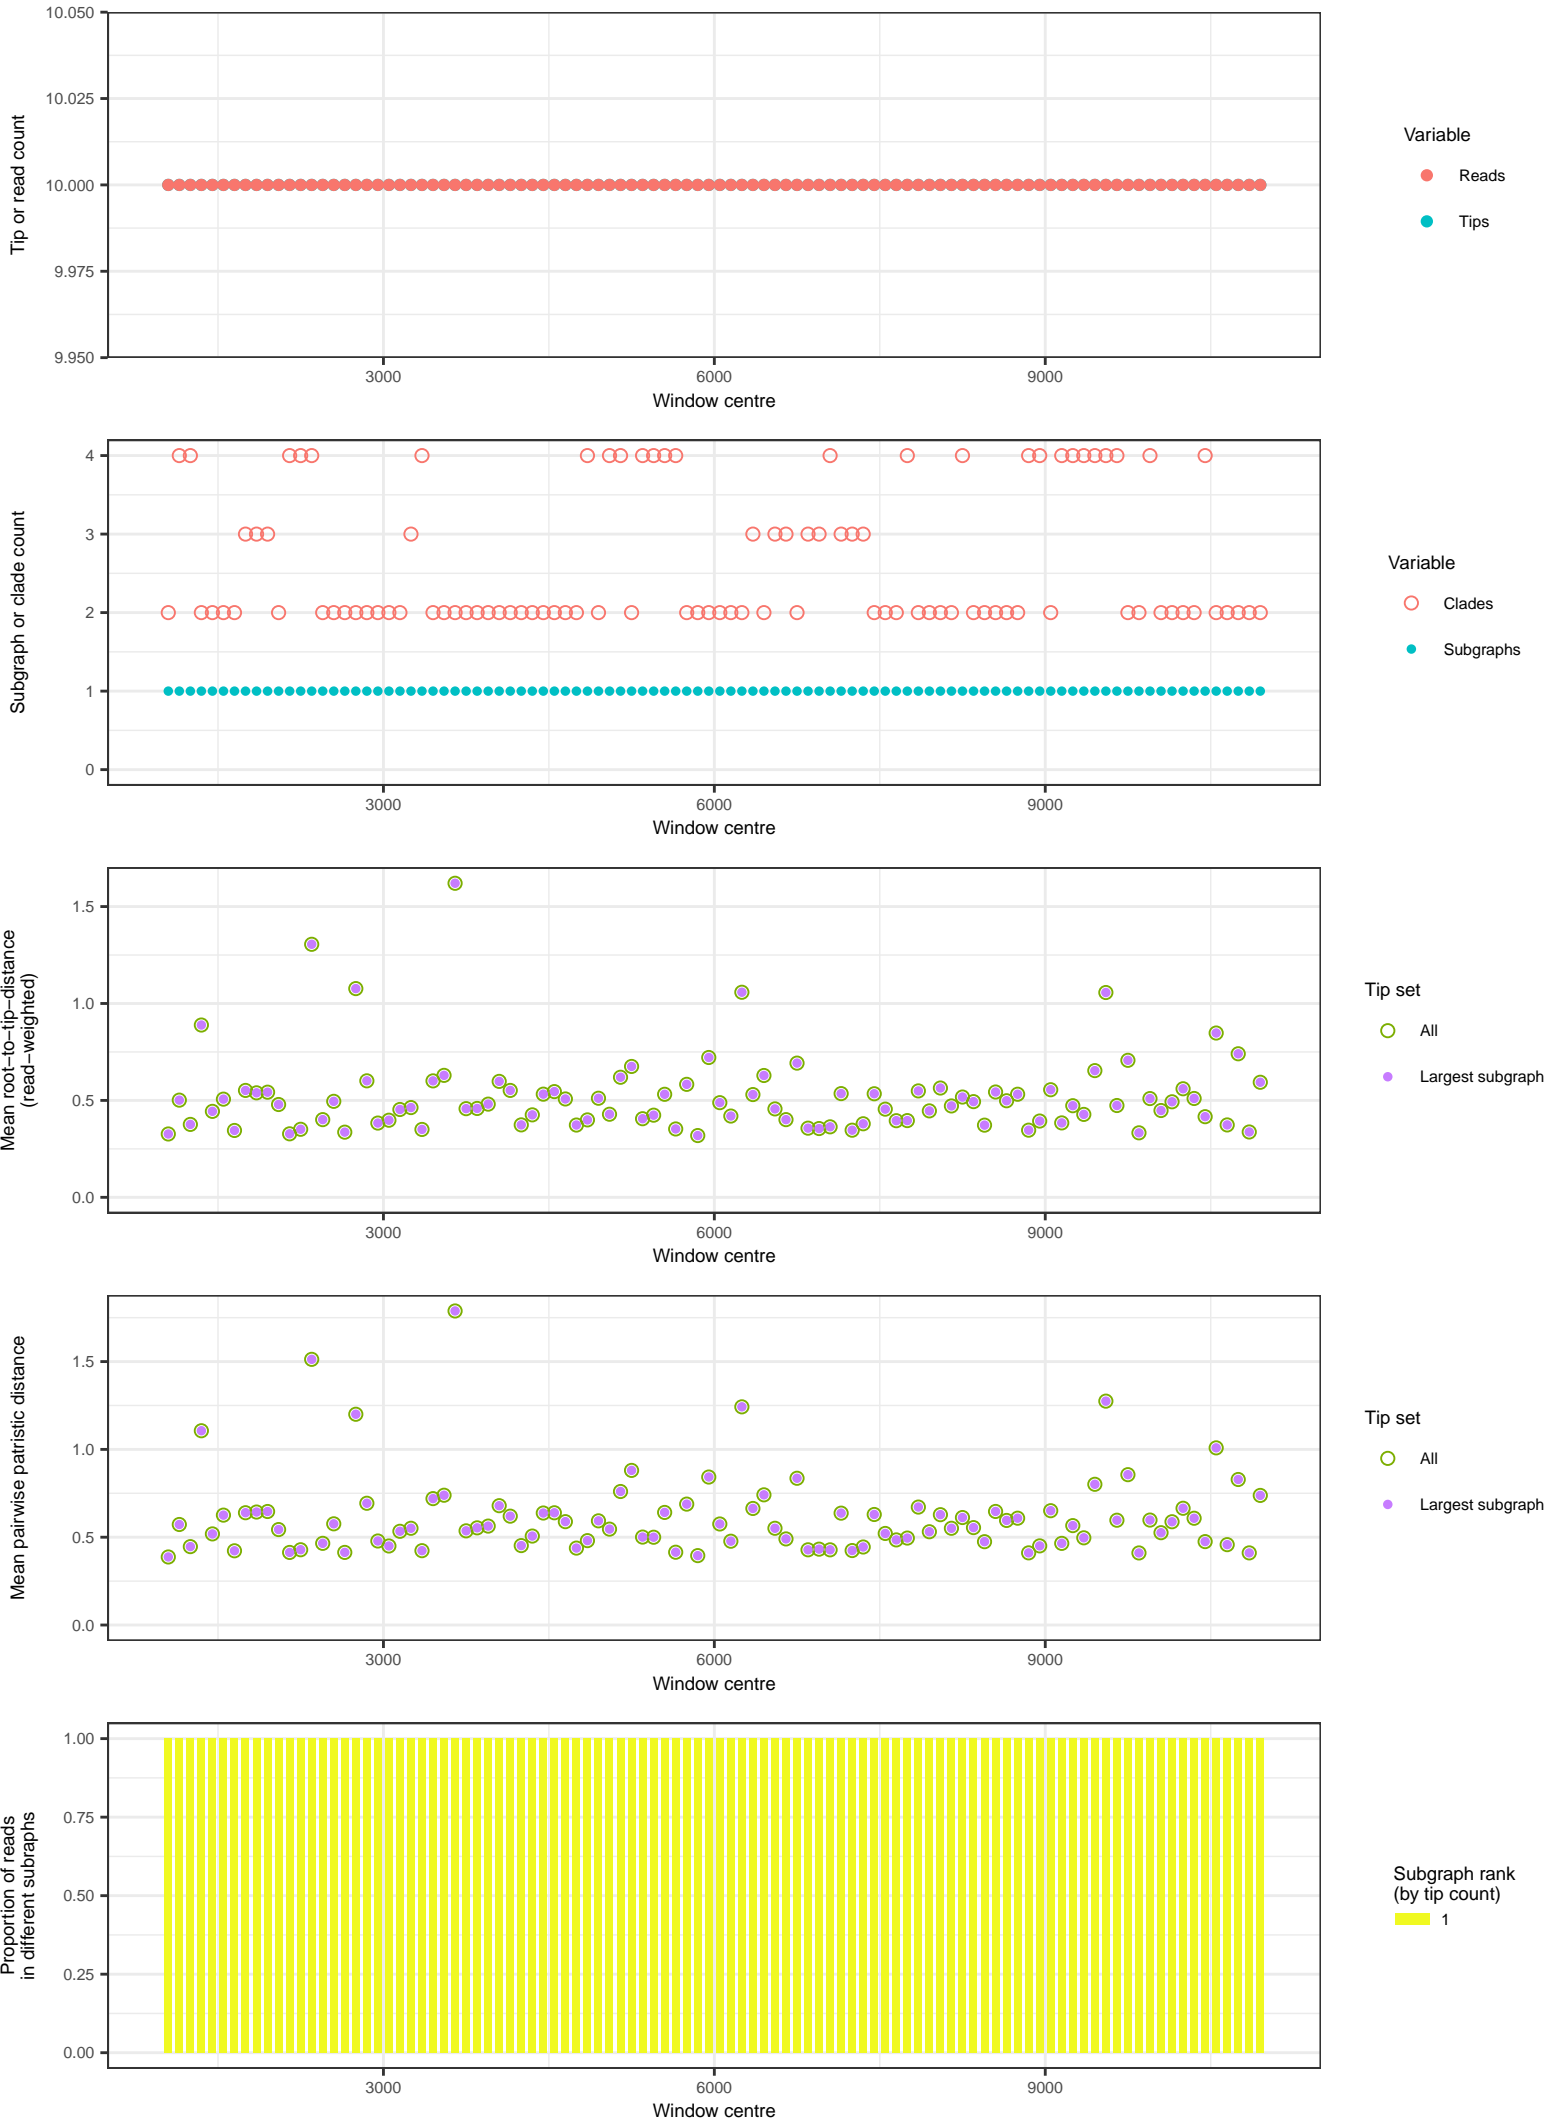 10.050
10.025
10.000
9.975
9.950
Tip or read count
3000 6000 9000
Window centre
Variable
Reads
Tips
4
3
2
1
0
Subgraph or clade count
3000 6000 9000
Window centre
Variable
Clades
Subgraphs
1.5
1.0
0.5
0.0
Mean root−to−tip−distance
(read−weighted)
3000 6000 9000
Window centre
Tip set
All
Largest subgraph
1.5
1.0
0.5
0.0
Mean pairwise patristic distance
3000 6000 9000
Window centre
Tip set
All
Largest subgraph
1.00
0.75
0.50
0.25
0.00
Proportion of reads
in different subraphs
3000 6000 9000
Window centre
Subgraph rank
(by tip count)
1